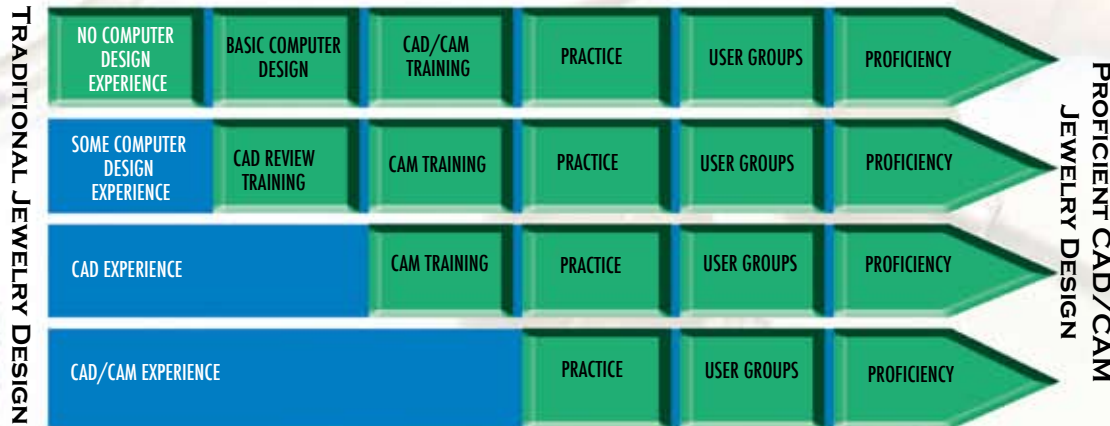 TRADITIONAL JEWELRY DESIGN
NO COMPUTER
DESIGN
EXPERIENCE
BASIC COMPUTER
DESIGN
CAD/CAM
TRAINING
PRACTICE
USER GROUPS
PROFICIENCY
SOME COMPUTER
DESIGN
EXPERIENCE
CAD REVIEW
TRAINING
CAM TRAINING
PRACTICE
USER GROUPS
PROFICIENCY
CAD EXPERIENCE
CAM TRAINING
PRACTICE
USER GROUPS
PROFICIENCY
CAD/CAM EXPERIENCE
PRACTICE
USER GROUPS
PROFICIENCY
PROFICIENT CAD/CAM
JEWELRY DESIGN